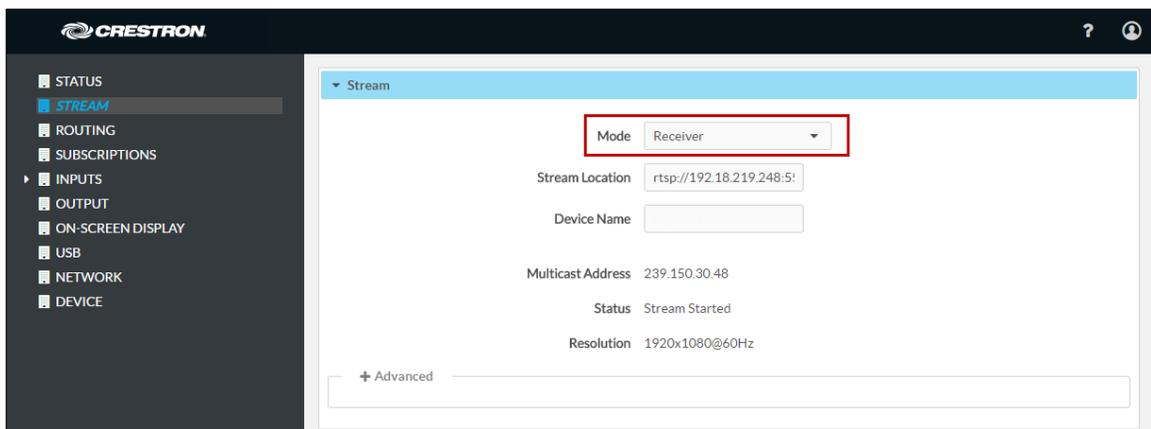 CRESTRON
?
STATUS
STREAM
ROUTING
SUBSCRIPTIONS
INPUTS
OUTPUT
ON-SCREEN DISPLAY
USB
NETWORK
DEVICE
Stream
Mode Receiver
Stream Location rtsp://192.18.219.248:5
Device Name
Multicast Address 239.150.30.48
Status Stream Started
Resolution 1920x1080@60Hz
+ Advanced